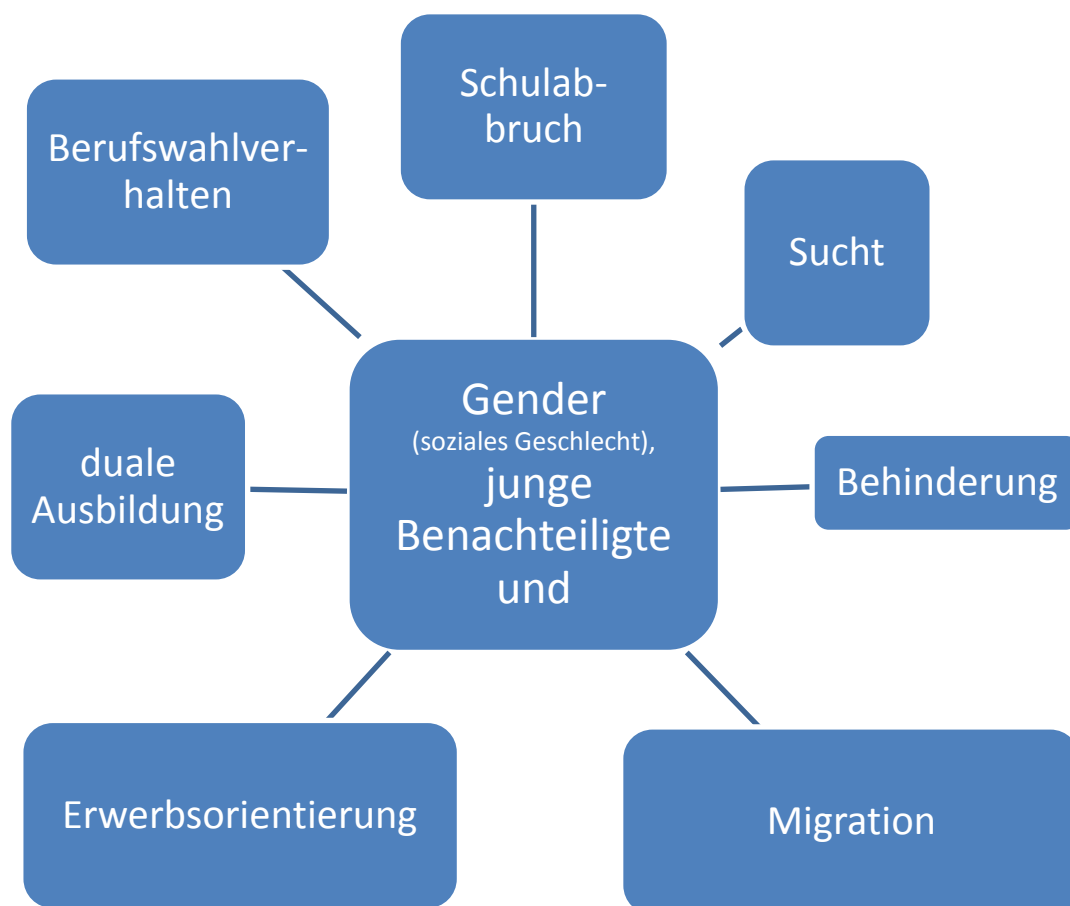 Schulab-
bruch
Berufswahlver-
halten
Sucht
Gender
(soziales Geschlecht),
junge
Benachteiligte
und
duale
Ausbildung
Behinderung
Erwerbsorientierung
Migration